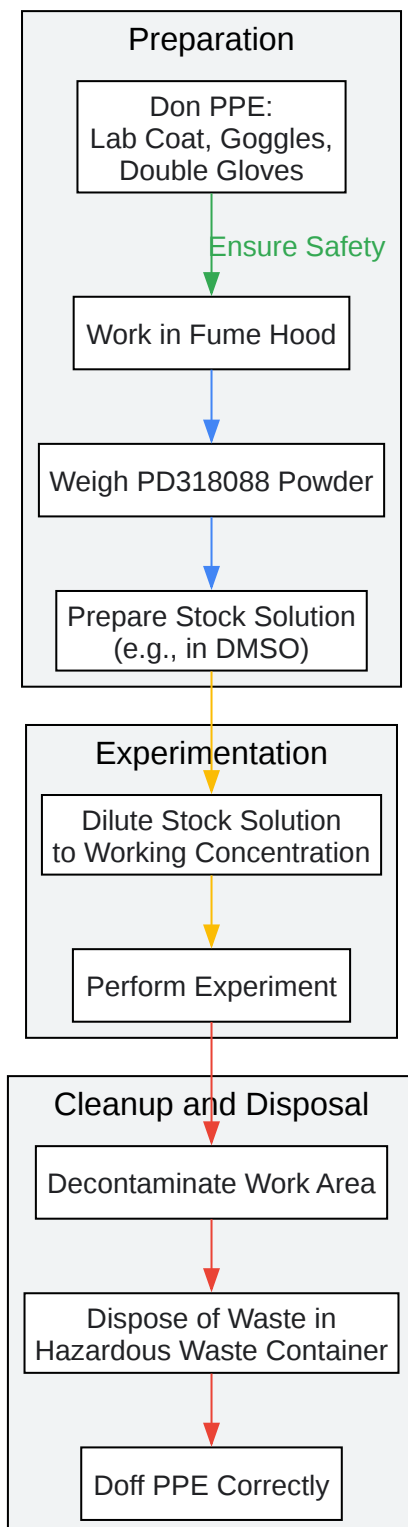 Preparation
Don PPE:
Lab Coat, Goggles,
Double Gloves
Ensure Safety
Work in Fume Hood
Weigh PD318088 Powder
Prepare Stock Solution
(e.g., in DMSO)
Experimentation
Dilute Stock Solution
to Working Concentration
Perform Experiment
Cleanup and Disposal
Decontaminate Work Area
Dispose of Waste in
Hazardous Waste Container
Doff PPE Correctly